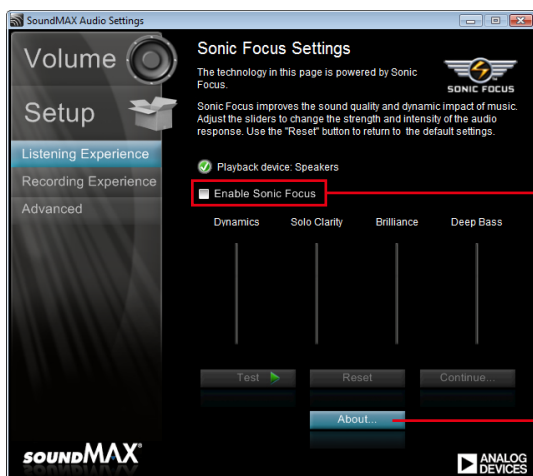 SoundMAX Audio Settings
Volume
Setup
Listening Experience
Recording Experience
Advanced
Sonic Focus Settings
The technology in this page is powered by Sonic
Focus.
SONIC FOCUS
Sonic Focus improves the sound quality and dynamic impact of music.
Adjust the sliders to change the strength and intensity of the audio
response. Use the "Reset" button to return to the default settings.
Playback device: Speakers
Enable Sonic Focus
Dynamics Solo Clarity Brilliance Deep Bass
Test Reset Continue...
About...
SOUNDMAX®
ANALOG
DEVICES